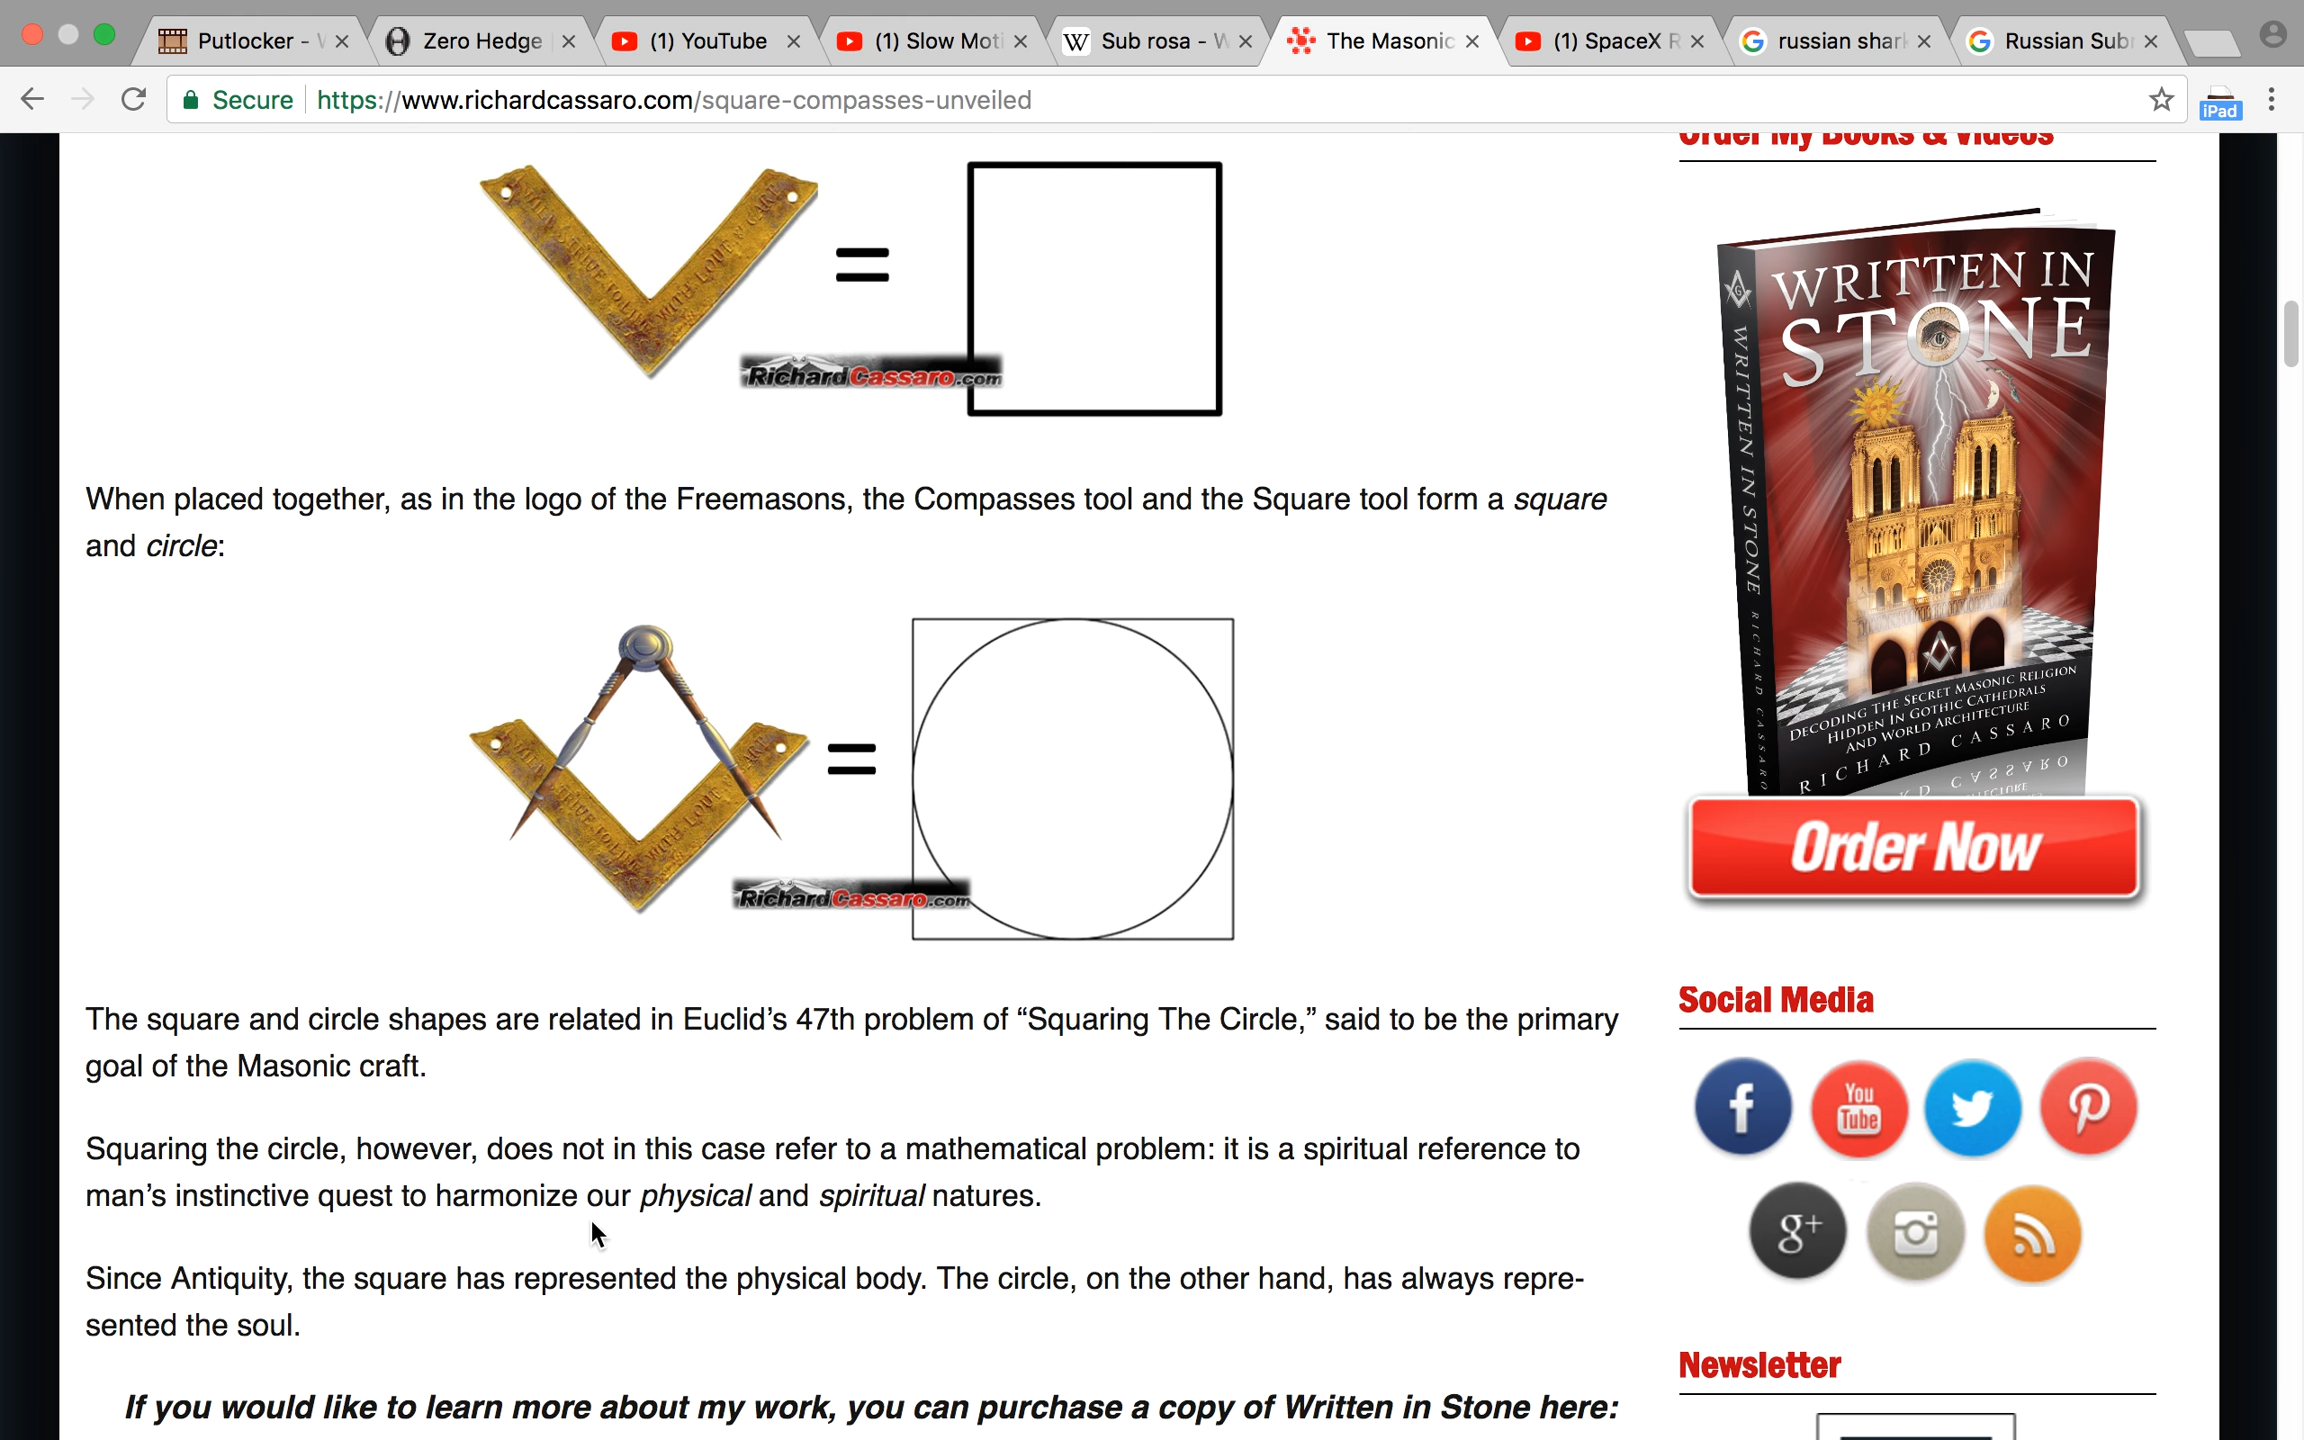 Putlocker - W
Zero Hedge
(1) YouTube
(1) Slow Moti
Sub rosa - W
The Masonic
(1) SpaceX R
russian shark
Russian Subr
Secure
https://www.richardcassaro.com/square-compasses-unveiled
iPad
=
RichardCassaro.com
When placed together, as in the logo of the Freemasons, the Compasses tool and the Square tool form a square
and circle:
=
RichardCassaro.com
The square and circle shapes are related in Euclid’s 47th problem of “Squaring The Circle,” said to be the primary
goal of the Masonic craft.
Squaring the circle, however, does not in this case refer to a mathematical problem: it is a spiritual reference to
man’s instinctive quest to harmonize our physical and spiritual natures.
Since Antiquity, the square has represented the physical body. The circle, on the other hand, has always repre-
sented the soul.
If you would like to learn more about my work, you can purchase a copy of Written in Stone here:
Order My Books & Videos
G
WRITTEN IN STONE RICHARD CASSARO
WRITTEN IN
STONE
DECODING THE SECRET MASONIC RELIGION
HIDDEN IN GOTHIC CATHEDRALS
AND WORLD ARCHITECTURE
RICHARD CASSARO
Order Now
Social Media
f
You
Tube
g+
Newsletter